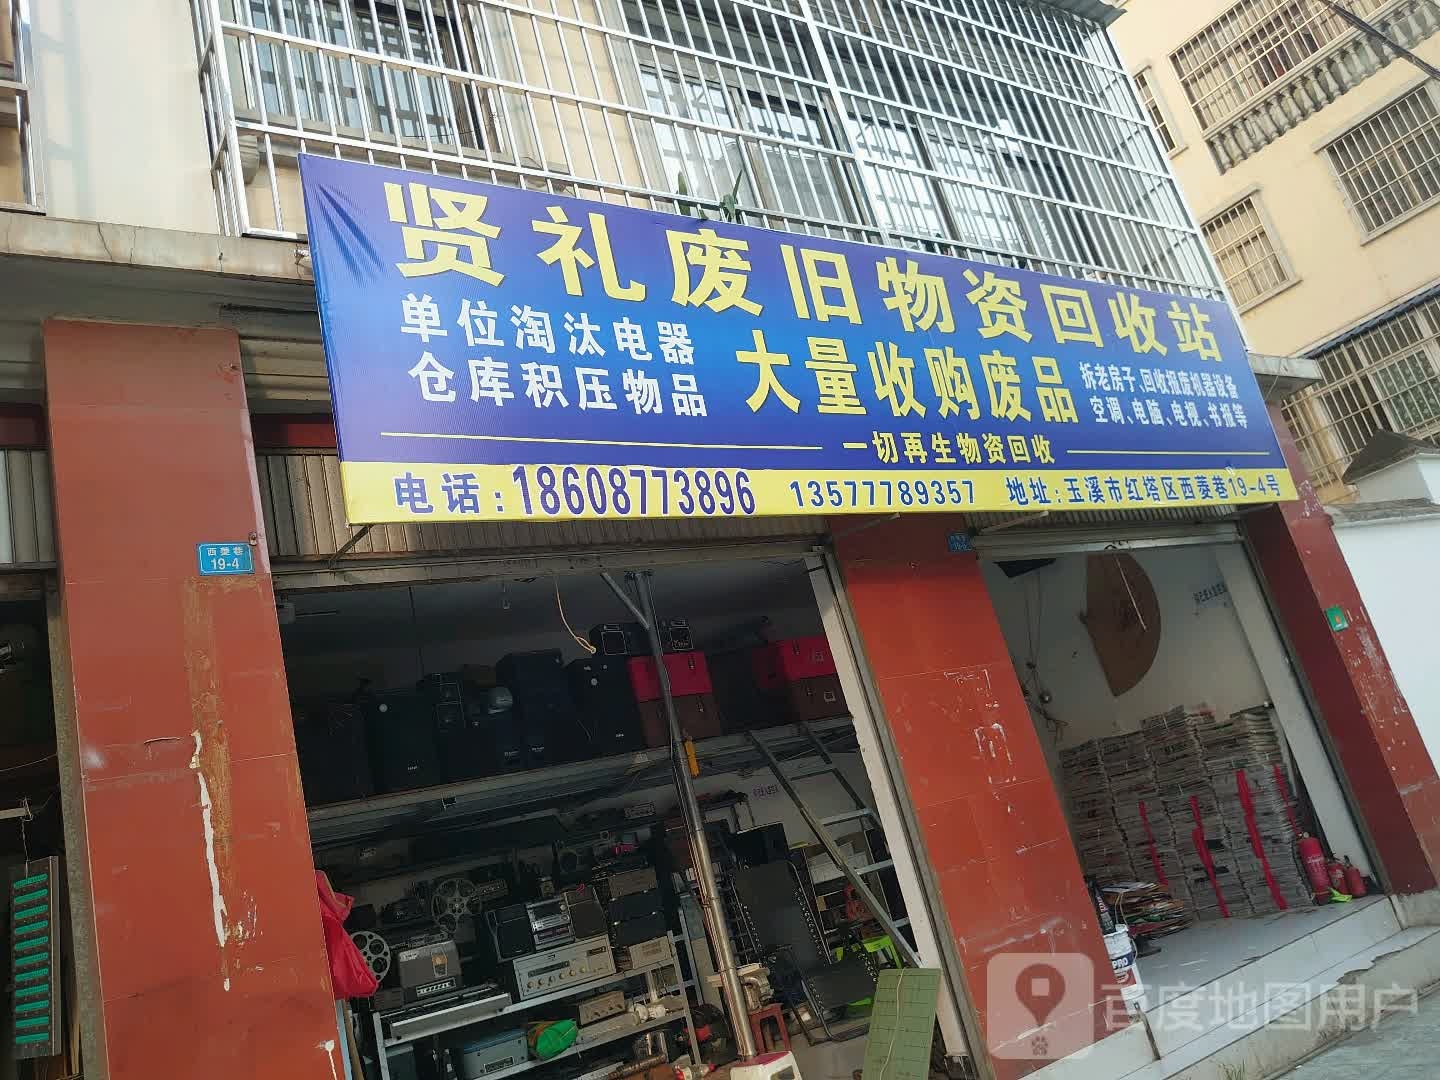 贤礼废旧物资回收站
单位淘汰电器
仓库积压物品
大量收购废品
拆老房子、回收报废机器设备
空调、电脑、电视、书报等
一切再生物资回收
电话:18608773896 13577789357 地址:玉溪市红塔区西菱巷19-4号
西菱巷
19-4
PRO
百度地图用户